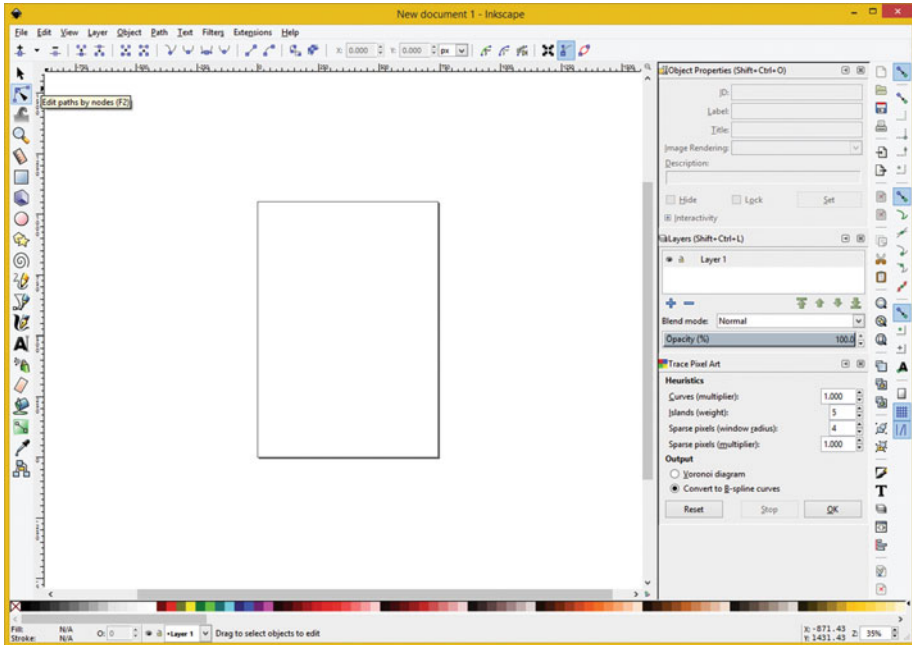 New document 1 - Inkscape
File Edit View Layer Object Path Text Filters Extensions Help
X: 0.000 Y: 0.000 px
Edit paths by nodes (F2)
Object Properties (Shift+Ctrl+O)
ID:
Label:
Title:
Image Rendering:
Description:
Hide Lock Set
Interactivity
Layers (Shift+Ctrl+L)
Layer 1
Blend mode: Normal
Opacity (%) 100.0
Trace Pixel Art
Heuristics
Curves (multiplier): 1.000
Islands (weight): 5
Sparse pixels (window radius): 4
Sparse pixels (multiplier): 1.000
Output
Voronoi diagram
Convert to B-spline curves
Reset Stop OK
Fill: N/A
Stroke: N/A
O: 0
•Layer 1
Drag to select objects to edit
X: -871.43
Y: 1431.43
Z: 35%